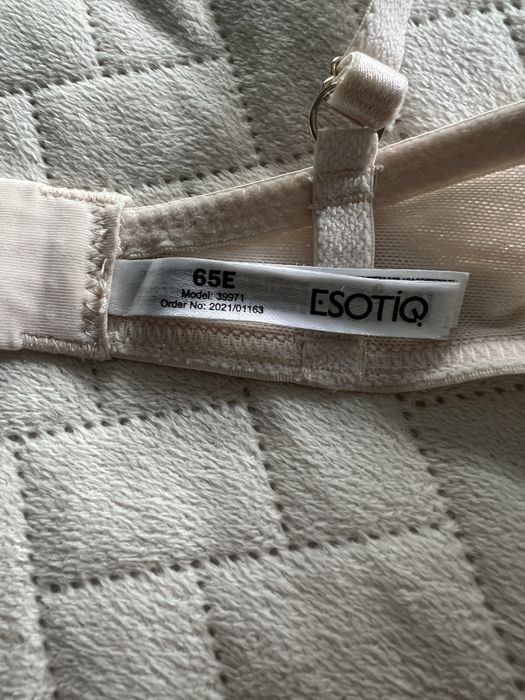 65E
Model: 39971
Order No: 2021/01163
ESOTIQ